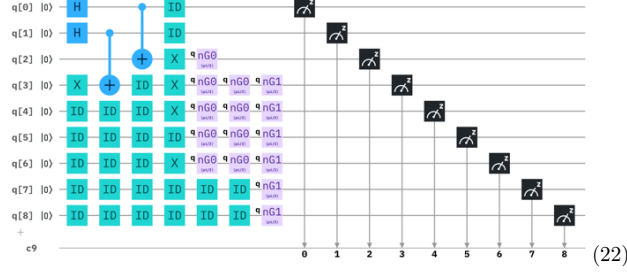 q[0] |0⟩ H ID z
q[1] |0⟩ H ID z
q[2] |0⟩ + X q nG0 z
q[3] |0⟩ X + ID X q nG0 q nG0 q nG1 z
q[4] |0⟩ ID ID ID X q nG0 q nG0 q nG1 z
q[5] |0⟩ ID ID ID ID q nG0 q nG0 q nG1 z
q[6] |0⟩ ID ID ID X q nG0 q nG0 q nG1 z
q[7] |0⟩ ID ID ID ID ID ID q nG1 z
q[8] |0⟩ ID ID ID ID ID ID q nG1 z
+
c9 0 1 2 3 4 5 6 7 8 (22)